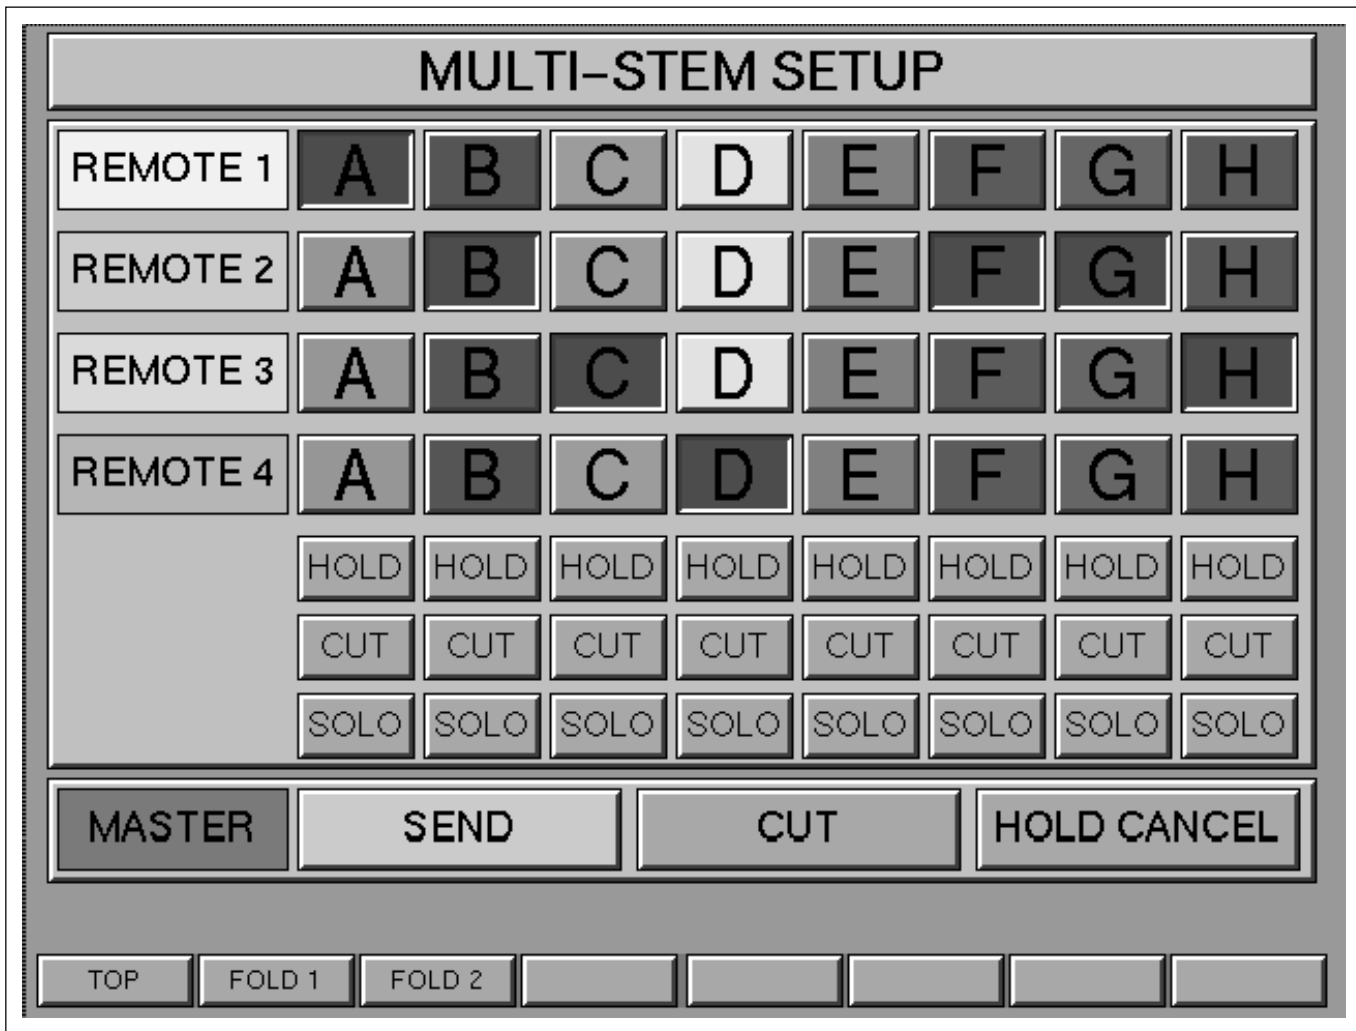 MULTI-STEM SETUP
REMOTE 1 A B C D E F G H
REMOTE 2 A B C D E F G H
REMOTE 3 A B C D E F G H
REMOTE 4 A B C D E F G H
HOLD HOLD HOLD HOLD HOLD HOLD HOLD HOLD
CUT CUT CUT CUT CUT CUT CUT CUT
SOLO SOLO SOLO SOLO SOLO SOLO SOLO SOLO
MASTER SEND CUT HOLD CANCEL
TOP FOLD 1 FOLD 2